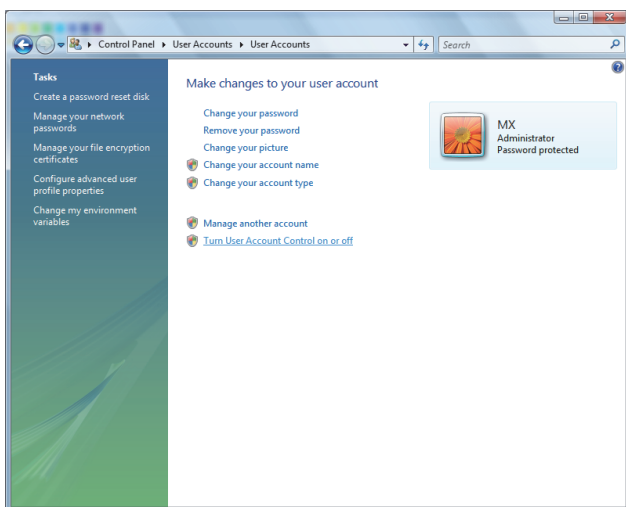 Control Panel ▸ User Accounts ▸ User Accounts
Search
Tasks
Create a password reset disk
Manage your network
passwords
Manage your file encryption
certificates
Configure advanced user
profile properties
Change my environment
variables
Make changes to your user account
Change your password
Remove your password
Change your picture
Change your account name
Change your account type
Manage another account
Turn User Account Control on or off
MX
Administrator
Password protected